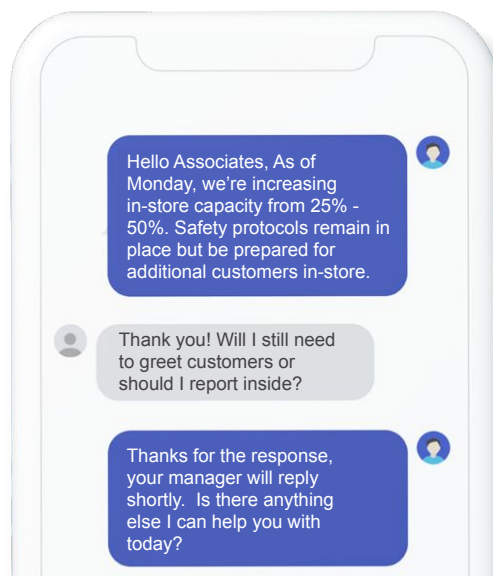 Hello Associates, As of
Monday, we're increasing
in-store capacity from 25% -
50%. Safety protocols remain in
place but be prepared for
additional customers in-store.
Thank you! Will I still need
to greet customers or
should I report inside?
Thanks for the response,
your manager will reply
shortly.  Is there anything
else I can help you with
today?